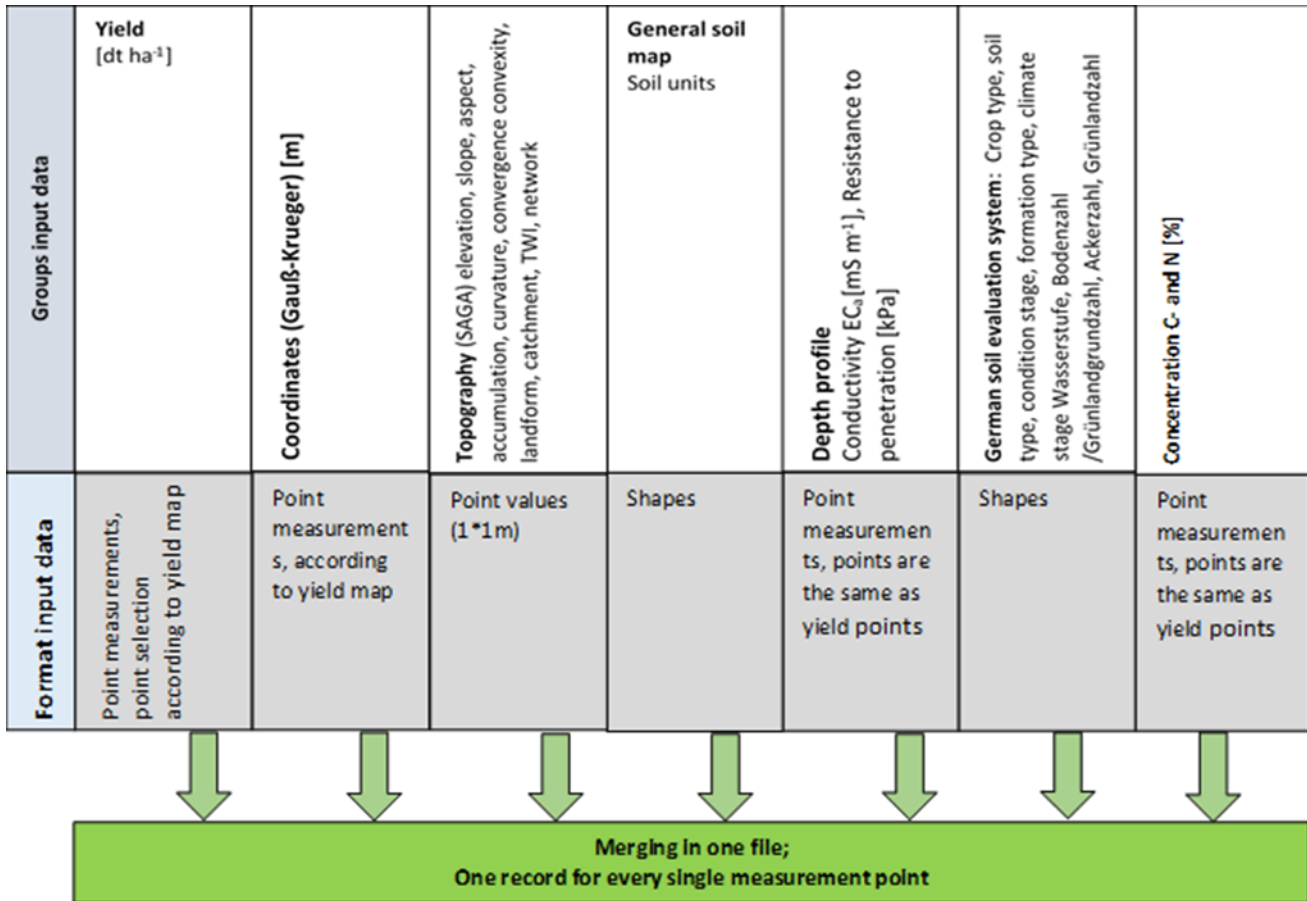 Groups input data
Yield
[dt ha⁻¹]
Coordinates (Gauß-Krueger) [m]
Topography (SAGA) elevation, slope, aspect,
accumulation, curvature, convergence convexity,
landform, catchment, TWI, network
General soil
map
Soil units
Depth profile
Conductivity ECₐ [mS m⁻¹], Resistance to
penetration [kPa]
German soil evaluation system: Crop type, soil
type, condition stage, formation type, climate
stage Wasserstufe, Bodenzahl
/Grünlandgrundzahl, Ackerzahl, Grünlandzahl
Concentration C- and N [%]
Format input data
Point measurements,
point selection
according to yield map
Point
measurement
s, according
to yield map
Point values
(1*1m)
Shapes
Point
measuremen
ts, points are
the same as
yield points
Shapes
Point
measuremen
ts, points are
the same as
yield points
Merging in one file;
One record for every single measurement point